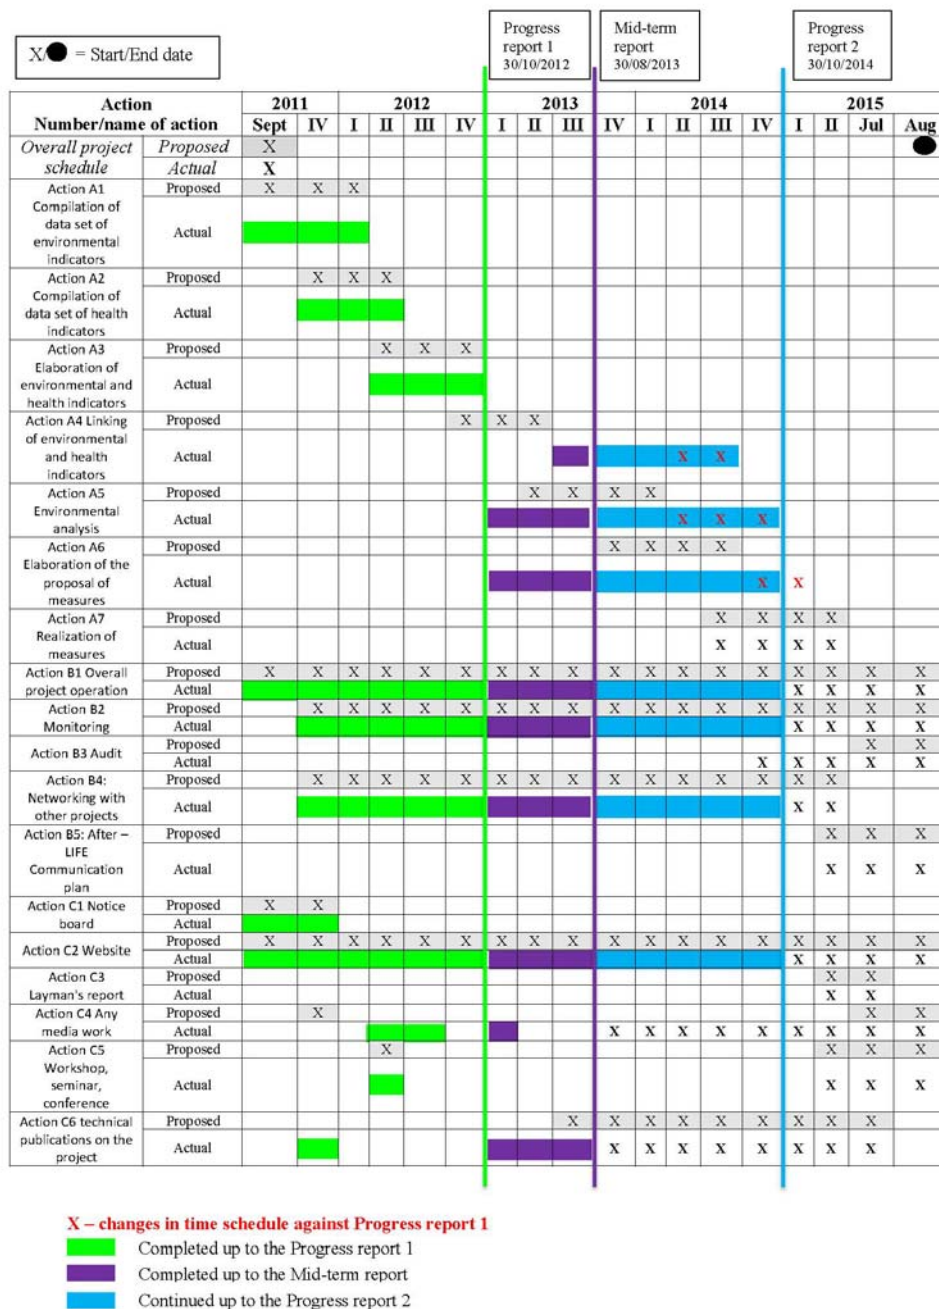 X/● = Start/End date
Progress report 1 30/10/2012
Mid-term report 30/08/2013
Progress report 2 30/10/2014
Action 2011 2012 2013 2014 2015
Number/name of action Sept IV I II III IV I II III IV I II III IV I II Jul Aug
Overall project schedule Proposed X ●
Actual X
Action A1 Compilation of data set of environmental indicators Proposed X X X
Actual
Action A2 Compilation of data set of health indicators Proposed X X X
Actual
Action A3 Elaboration of environmental and health indicators Proposed X X X
Actual
Action A4 Linking of environmental and health indicators Proposed X X X
Actual X X
Action A5 Environmental analysis Proposed X X X X
Actual X X X
Action A6 Elaboration of the proposal of measures Proposed X X X X
Actual X X
Action A7 Realization of measures Proposed X X X X
Actual X X X X
Action B1 Overall project operation Proposed X X X X X X X X X X X X X X X X X X
Actual X X X X
Action B2 Monitoring Proposed X X X X X X X X X X X X X X X X X
Actual X X X X
Action B3 Audit Proposed X X
Actual X X X X X
Action B4: Networking with other projects Proposed X X X X X X X X X X X X X X X
Actual X X
Action B5: After – LIFE Communication plan Proposed X X X
Actual X X X
Action C1 Notice board Proposed X X
Actual
Action C2 Website Proposed X X X X X X X X X X X X X X X X X X
Actual X X X X
Action C3 Layman's report Proposed X X
Actual X X
Action C4 Any media work Proposed X X X
Actual X X X X X X X X X
Action C5 Workshop, seminar, conference Proposed X X X X
Actual X X X
Action C6 technical publications on the project Proposed X X X X X X X X X
Actual X X X X X X X X
X – changes in time schedule against Progress report 1
Completed up to the Progress report 1
Completed up to the Mid-term report
Continued up to the Progress report 2